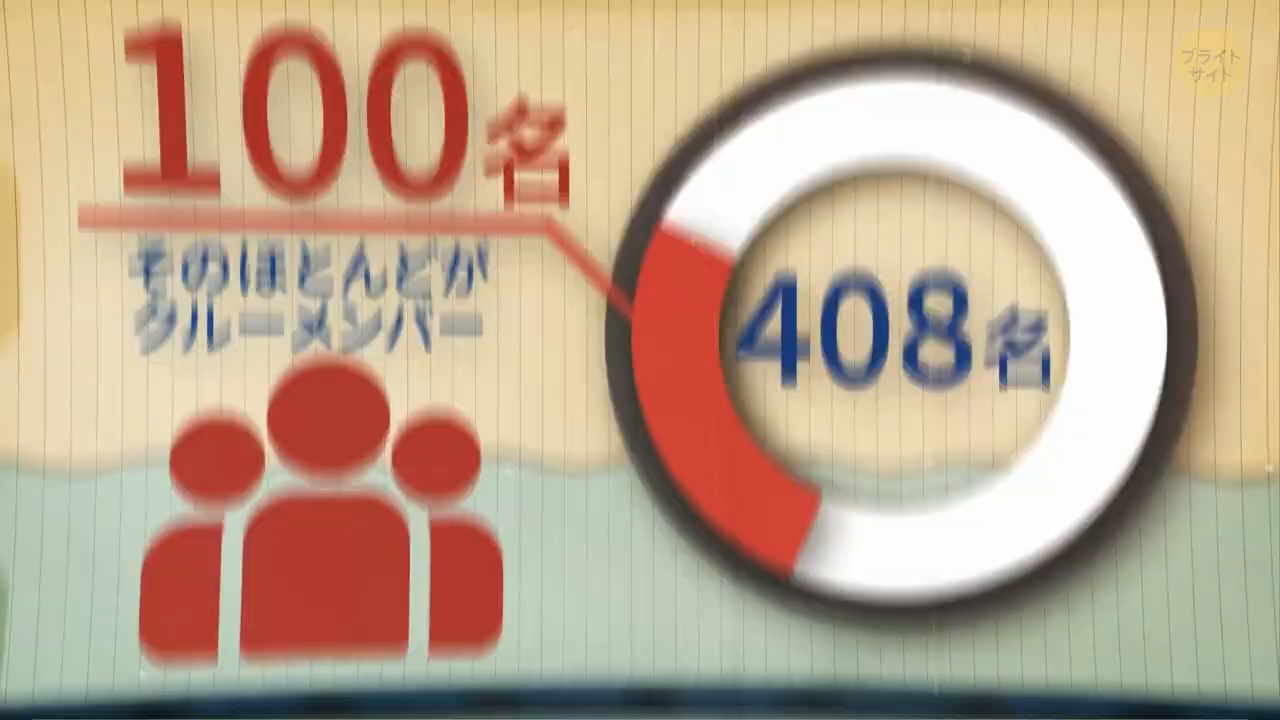 100名
そのほとんどが
クルーメンバー
408名
ブライト
サイト